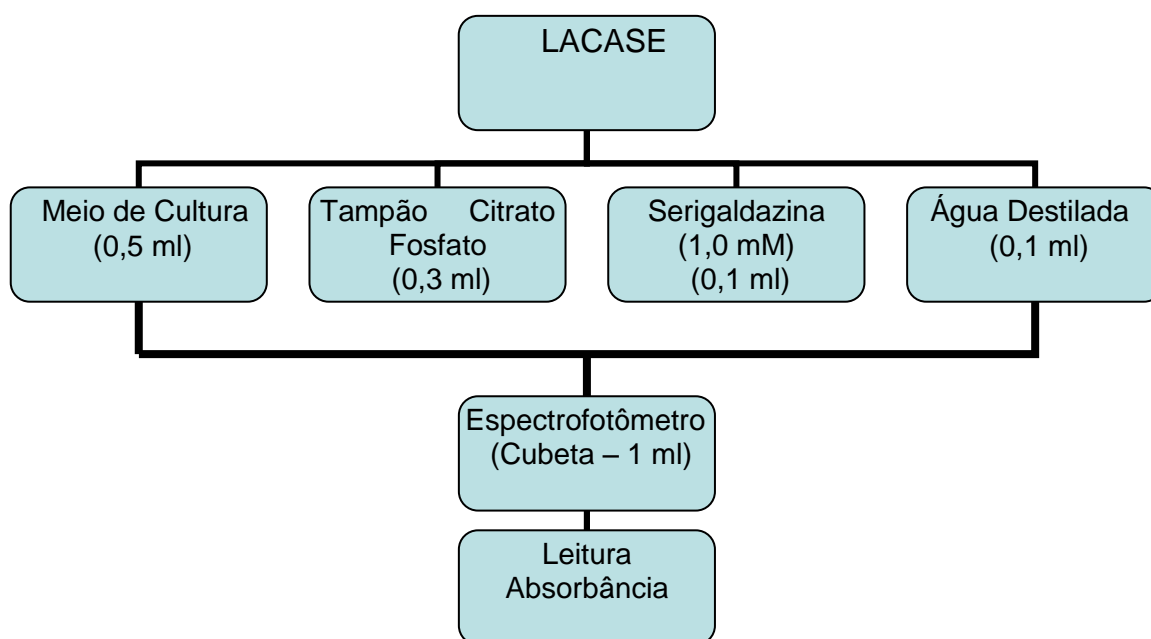 LACASE
Meio de Cultura
(0,5 ml)
Tampão Citrato
Fosfato
(0,3 ml)
Serigaldazina
(1,0 mM)
(0,1 ml)
Água Destilada
(0,1 ml)
Espectrofotômetro
(Cubeta – 1 ml)
Leitura
Absorbância